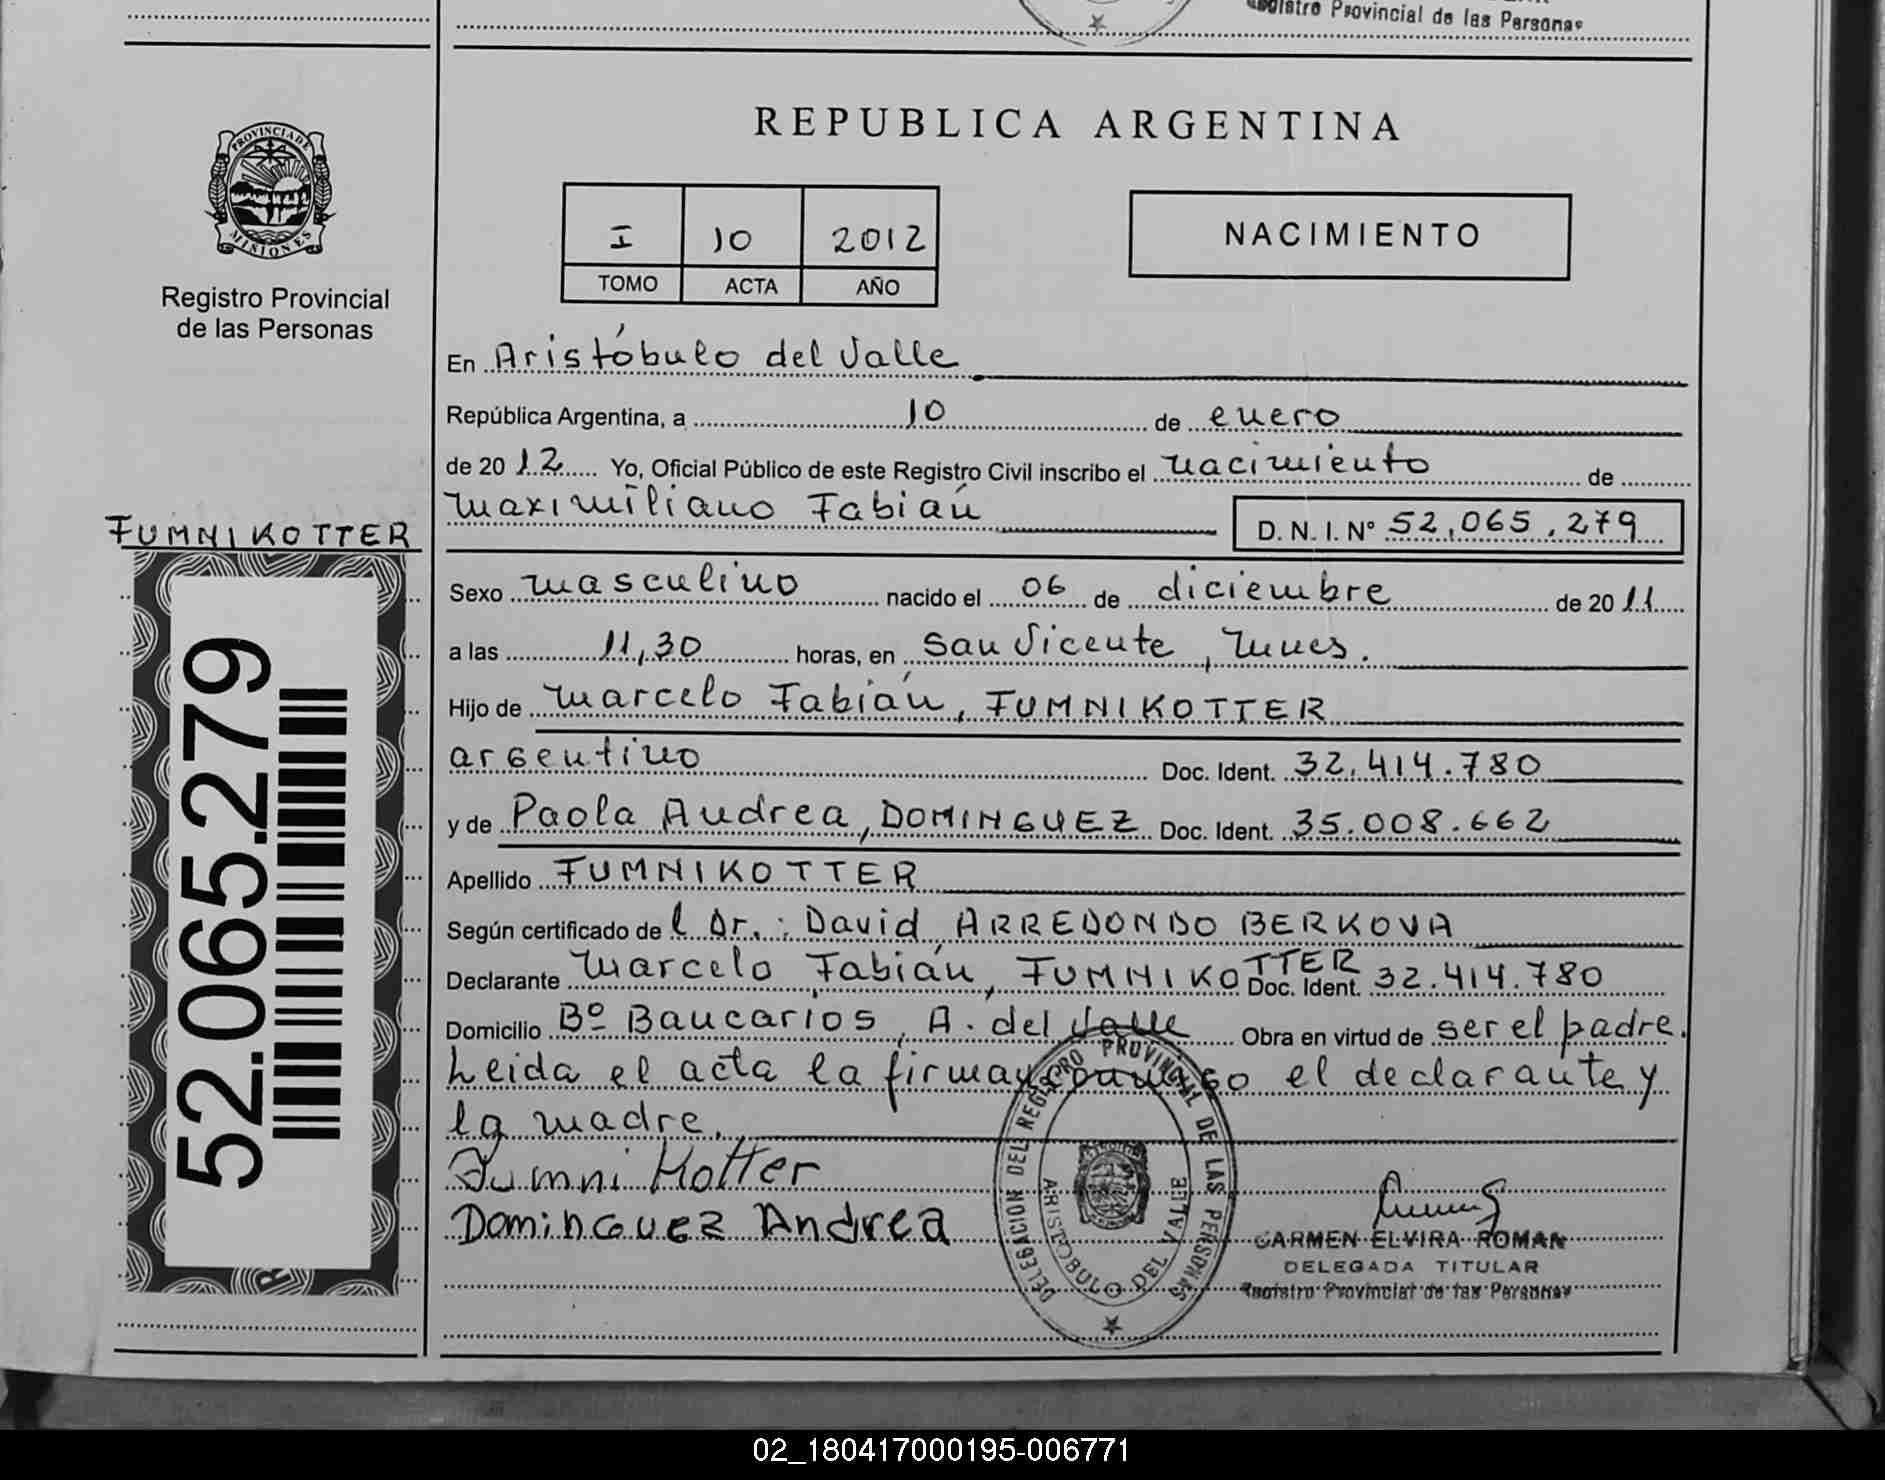 Registro Provincial de las Personas
PROVINCIA DE
MISIONES
Registro Provincial
de las Personas
REPUBLICA ARGENTINA
I 10 2012
TOMO ACTA AÑO
NACIMIENTO
En Aristóbulo del Valle
República Argentina, a 10 de enero
de 2012 Yo, Oficial Público de este Registro Civil inscribo el nacimiento de
Maximiliano Fabián
D.N.I. Nº 52.065.279
FUMNIKOTTER
52.065.279
Sexo masculino nacido el 06 de diciembre de 2011
a las 11,30 horas, en San Vicente, Mnes.
Hijo de Marcelo Fabián, FUMNIKOTTER
argentino Doc. Ident. 32.414.780
y de Paola Andrea, DOMINGUEZ Doc. Ident. 35.008.662
Apellido FUMNIKOTTER
Según certificado del Dr.: David ARREDONDO BERKOVA
Declarante Marcelo Fabián, FUMNIKOTTER Doc. Ident. 32.414.780
Domicilio Bº Bancarios, A. del Valle Obra en virtud de ser el padre.
Leida el acta la firman conmigo el declarante y
la madre.
Fumni Kotter
Dominguez Andrea
DELEGACION DEL REGISTRO PROVINCIAL DE LAS PERSONAS
ARISTOBULO DEL VALLE
CARMEN ELVIRA ROMAN
DELEGADA TITULAR
Registro Provincial de las Personas
02_180417000195-006771